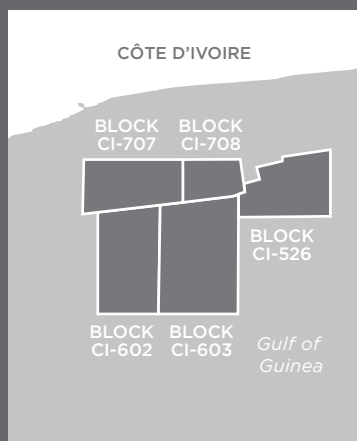 CÔTE D'IVOIRE
BLOCK
CI-707
BLOCK
CI-708
BLOCK
CI-526
BLOCK
CI-602
BLOCK
CI-603
Gulf of
Guinea